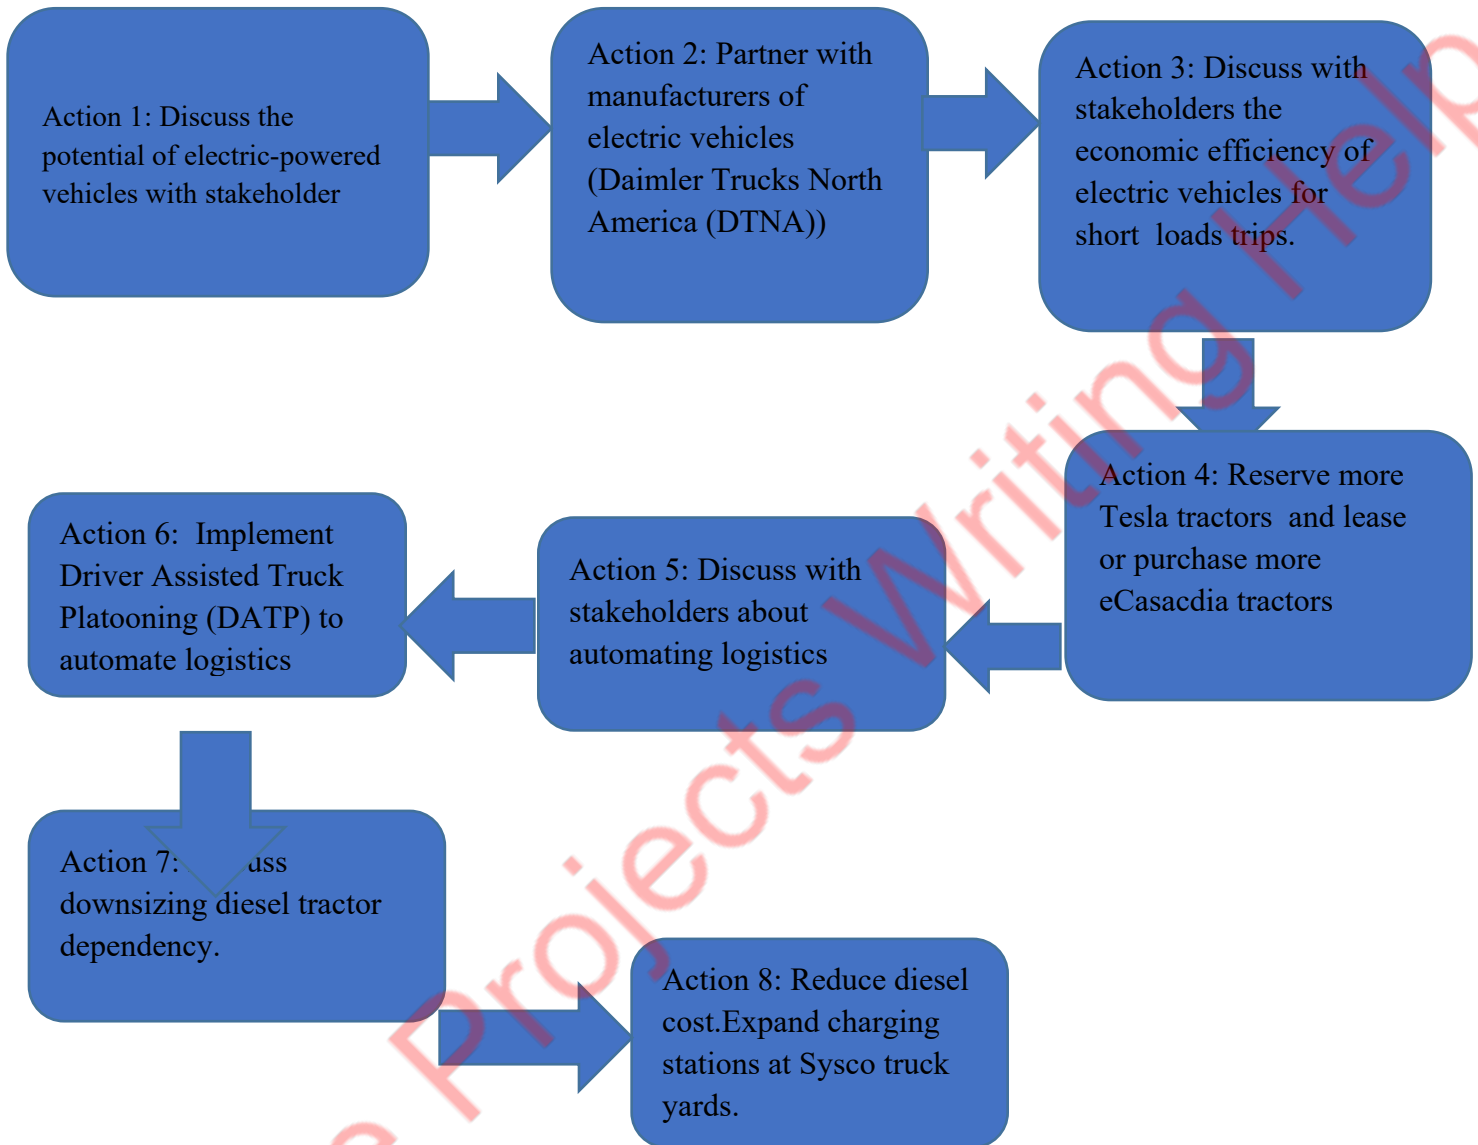 Action 1: Discuss the
potential of electric-powered
vehicles with stakeholder
Action 2: Partner with
manufacturers of
electric vehicles
(Daimler Trucks North
America (DTNA))
Action 3: Discuss with
stakeholders the
economic efficiency of
electric vehicles for
short loads trips.
Action 4: Reserve more
Tesla tractors and lease
or purchase more
eCasacdia tractors
Action 5: Discuss with
stakeholders about
automating logistics
Action 6: Implement
Driver Assisted Truck
Platooning (DATP) to
automate logistics
Action 7: uss
downsizing diesel tractor
dependency.
Action 8: Reduce diesel
cost.Expand charging
stations at Sysco truck
yards.
e Projects Writing Help